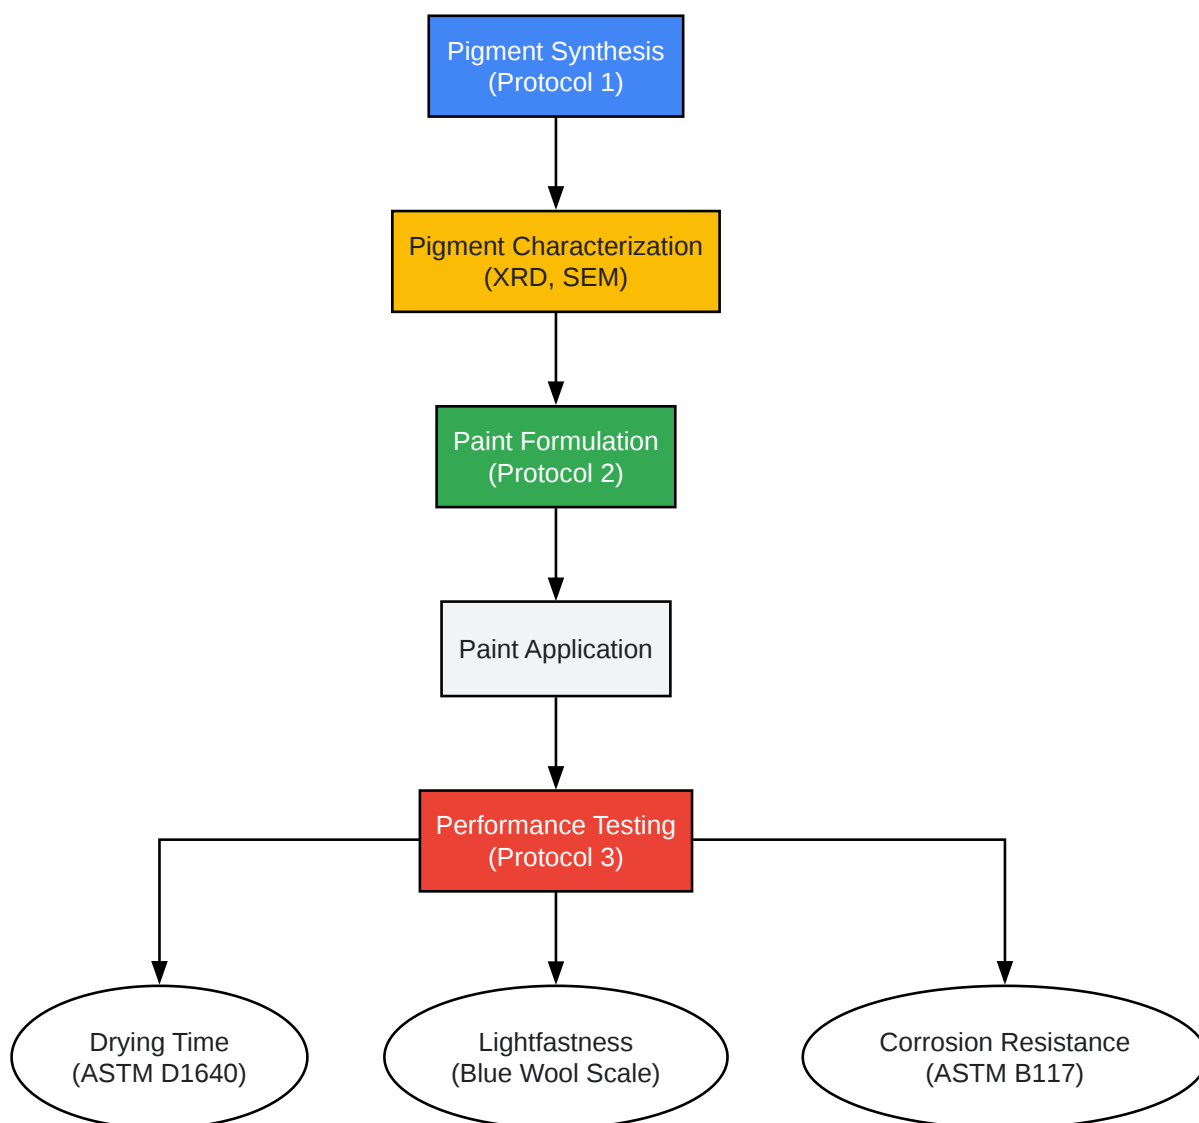 Pigment Synthesis
(Protocol 1)
Pigment Characterization
(XRD, SEM)
Paint Formulation
(Protocol 2)
Paint Application
Performance Testing
(Protocol 3)
Drying Time
(ASTM D1640)
Lightfastness
(Blue Wool Scale)
Corrosion Resistance
(ASTM B117)